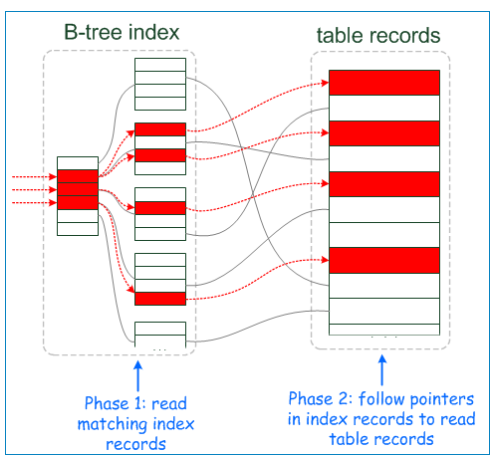 B-tree index
table records
...
...
Phase 1: read
matching index
records
Phase 2: follow pointers
in index records to read
table records